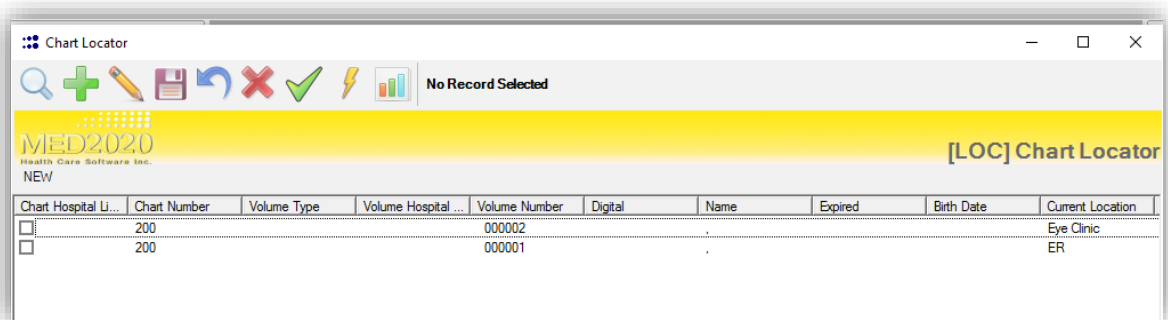 Chart Locator
No Record Selected
MED2020
Health Care Software Inc.
[LOC] Chart Locator
NEW
Chart Hospital Li... Chart Number Volume Type Volume Hospital ... Volume Number Digital Name Expired Birth Date Current Location
200 000002 , Eye Clinic
200 000001 , ER